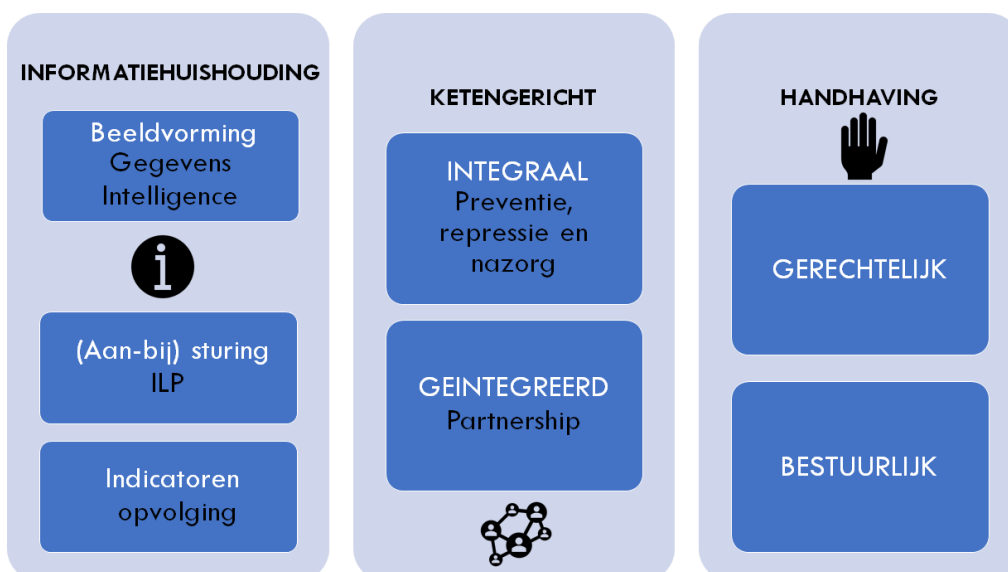 INFORMATIEHUISHOUDING
Beeldvorming
Gegevens
Intelligence
i
(Aan-bij) sturing
ILP
Indicatoren
opvolging
KETENGERICHT
INTEGRAAL
Preventie,
repressie en
nazorg
GEINTEGREERD
Partnership
HANDHAVING
GERECHTELIJK
BESTUURLIJK